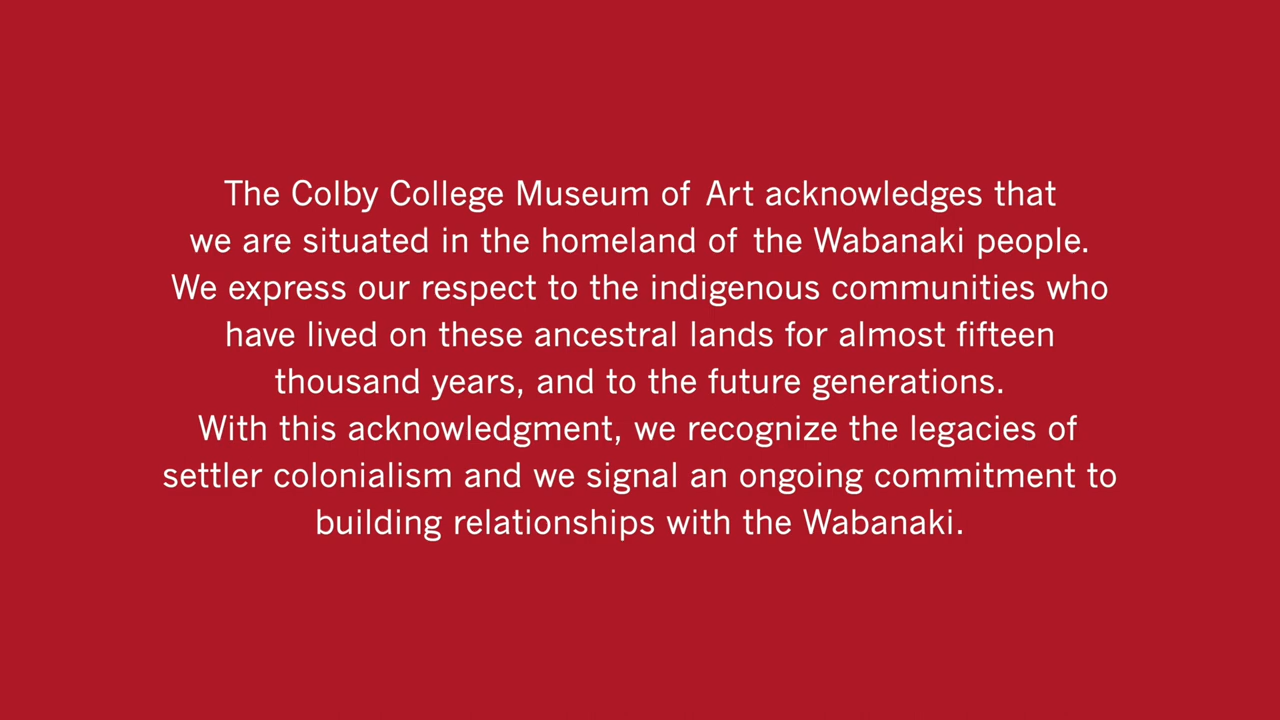 The Colby College Museum of Art acknowledges that
we are situated in the homeland of the Wabanaki people.
We express our respect to the indigenous communities who
have lived on these ancestral lands for almost fifteen
thousand years, and to the future generations.
With this acknowledgment, we recognize the legacies of
settler colonialism and we signal an ongoing commitment to
building relationships with the Wabanaki.